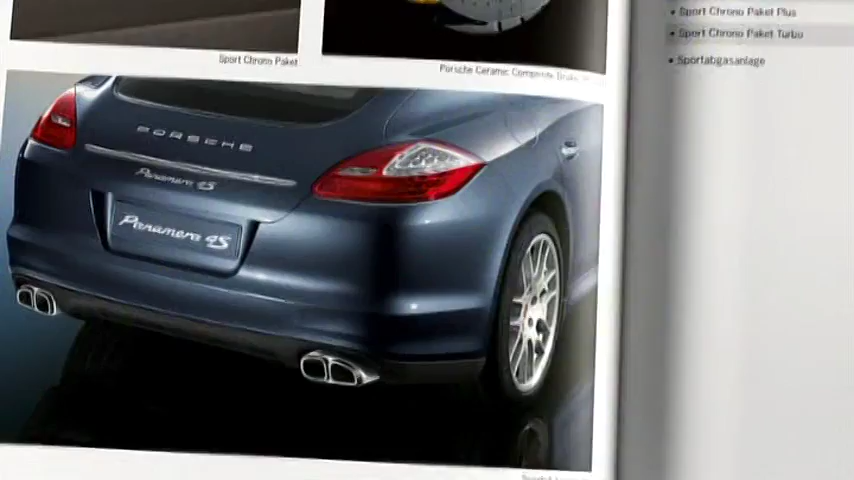 Sport Chrono Paket
Porsche Ceramic Composite Brake
PORSCHE
Panamera 4S
Panamera 4S
• Sport Chrono Paket Plus
• Sport Chrono Paket Turbo
• Sportabgasanlage